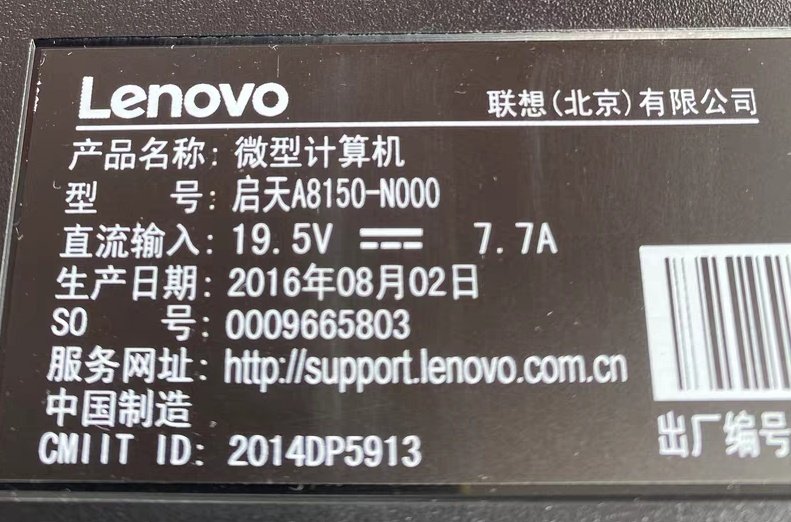 Lenovo
联想(北京)有限公司
产品名称: 微型计算机
型 号: 启天A8150-N000
直流输入: 19.5V ⎓ 7.7A
生产日期: 2016年08月02日
SO 号: 0009665803
服务网址: http://support.lenovo.com.cn
中国制造
CMIIT ID: 2014DP5913
出厂编号